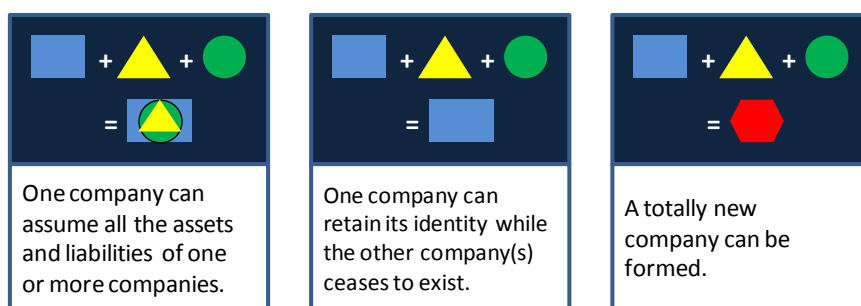 + +
=
One company can
assume all the assets
and liabilities of one
or more companies.
+ +
=
One company can
retain its identity while
the other company(s)
ceases to exist.
+ +
=
A totally new
company can be
formed.